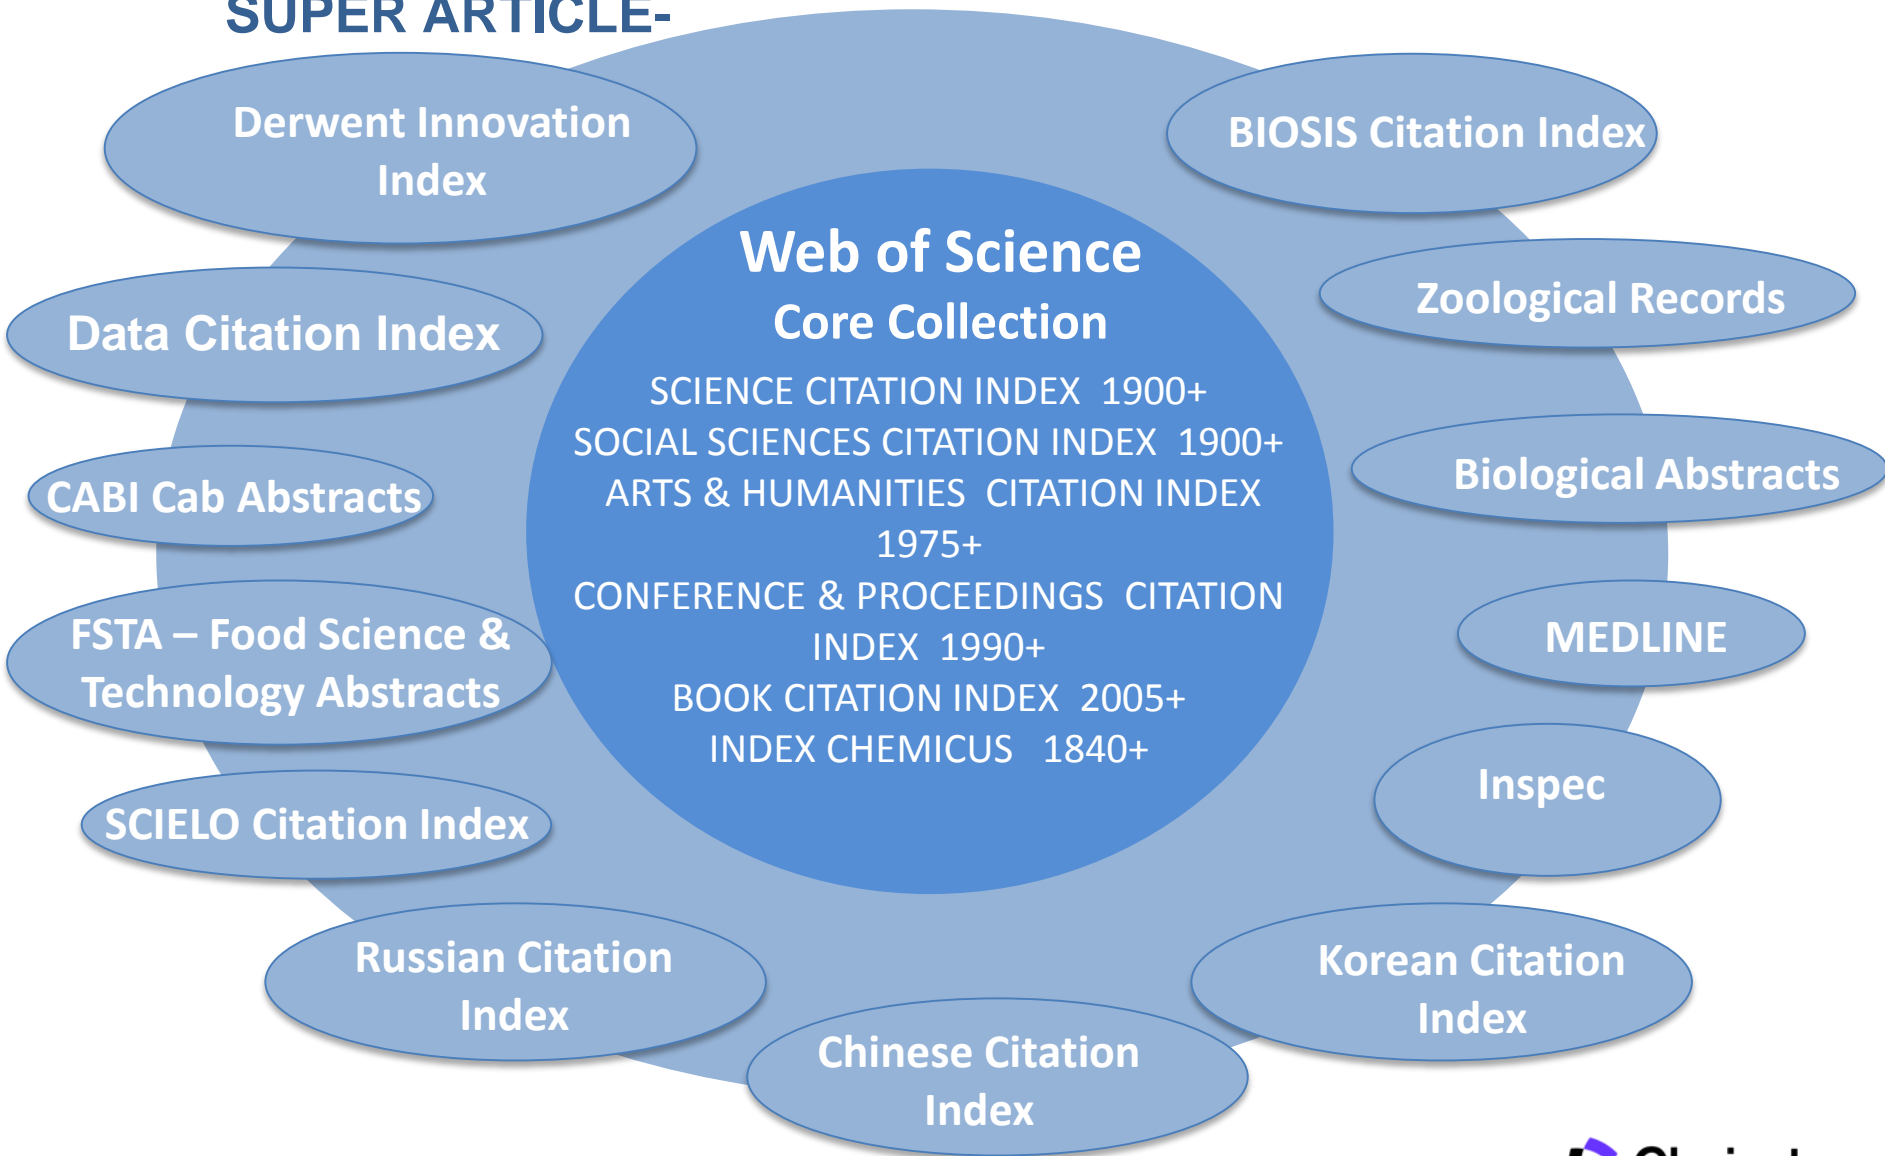 SUPER ARTICLE-
Derwent Innovation
Index
BIOSIS Citation Index
Web of Science
Core Collection
SCIENCE CITATION INDEX 1900+
SOCIAL SCIENCES CITATION INDEX 1900+
ARTS & HUMANITIES CITATION INDEX
1975+
CONFERENCE & PROCEEDINGS CITATION
INDEX 1990+
BOOK CITATION INDEX 2005+
INDEX CHEMICUS 1840+
Zoological Records
Data Citation Index
Biological Abstracts
CABI Cab Abstracts
FSTA – Food Science &
Technology Abstracts
MEDLINE
Inspec
SCIELO Citation Index
Russian Citation
Index
Korean Citation
Index
Chinese Citation
Index